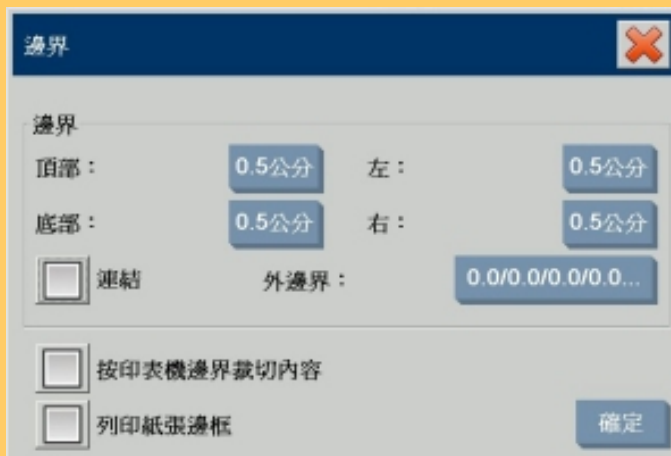 邊界
邊界
頂部： 0.5公分 左： 0.5公分
底部： 0.5公分 右： 0.5公分
連結 外邊界： 0.0/0.0/0.0/0.0...
按印表機邊界裁切內容
列印紙張邊框 確定